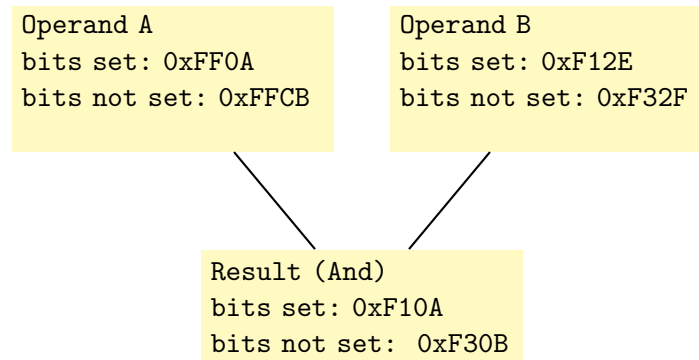 Operand A
bits set: 0xFF0A
bits not set: 0xFFCB
Operand B
bits set: 0xF12E
bits not set: 0xF32F
Result (And)
bits set: 0xF10A
bits not set: 0xF30B